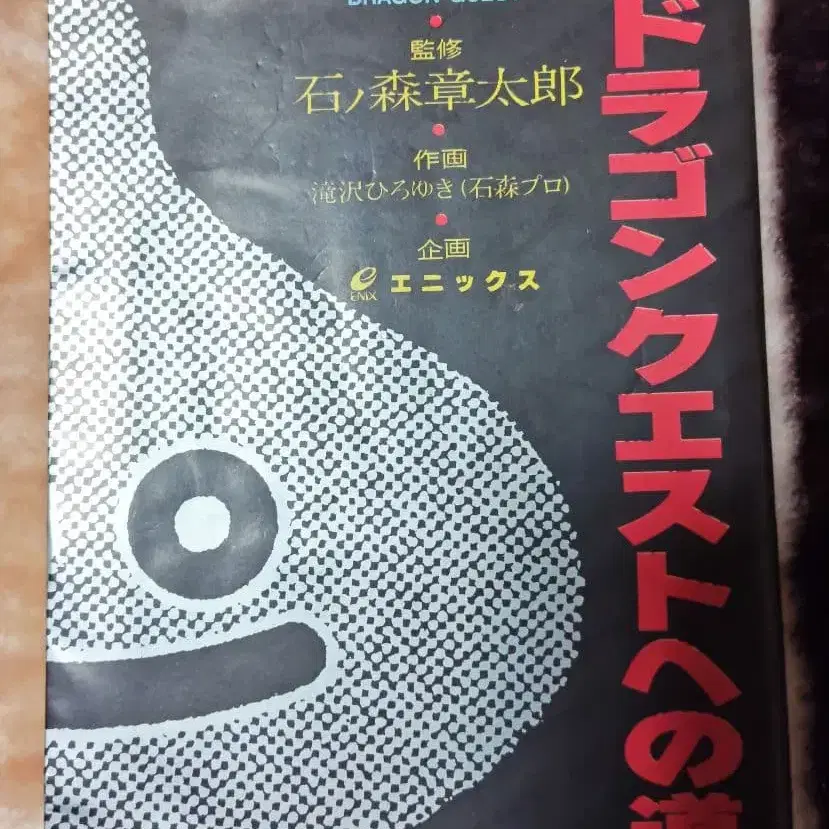 DRAGON QUEST
監修
石ノ森章太郎
作画
滝沢ひろゆき(石森プロ)
企画
ENIX エニックス
ドラゴンクエストへの道